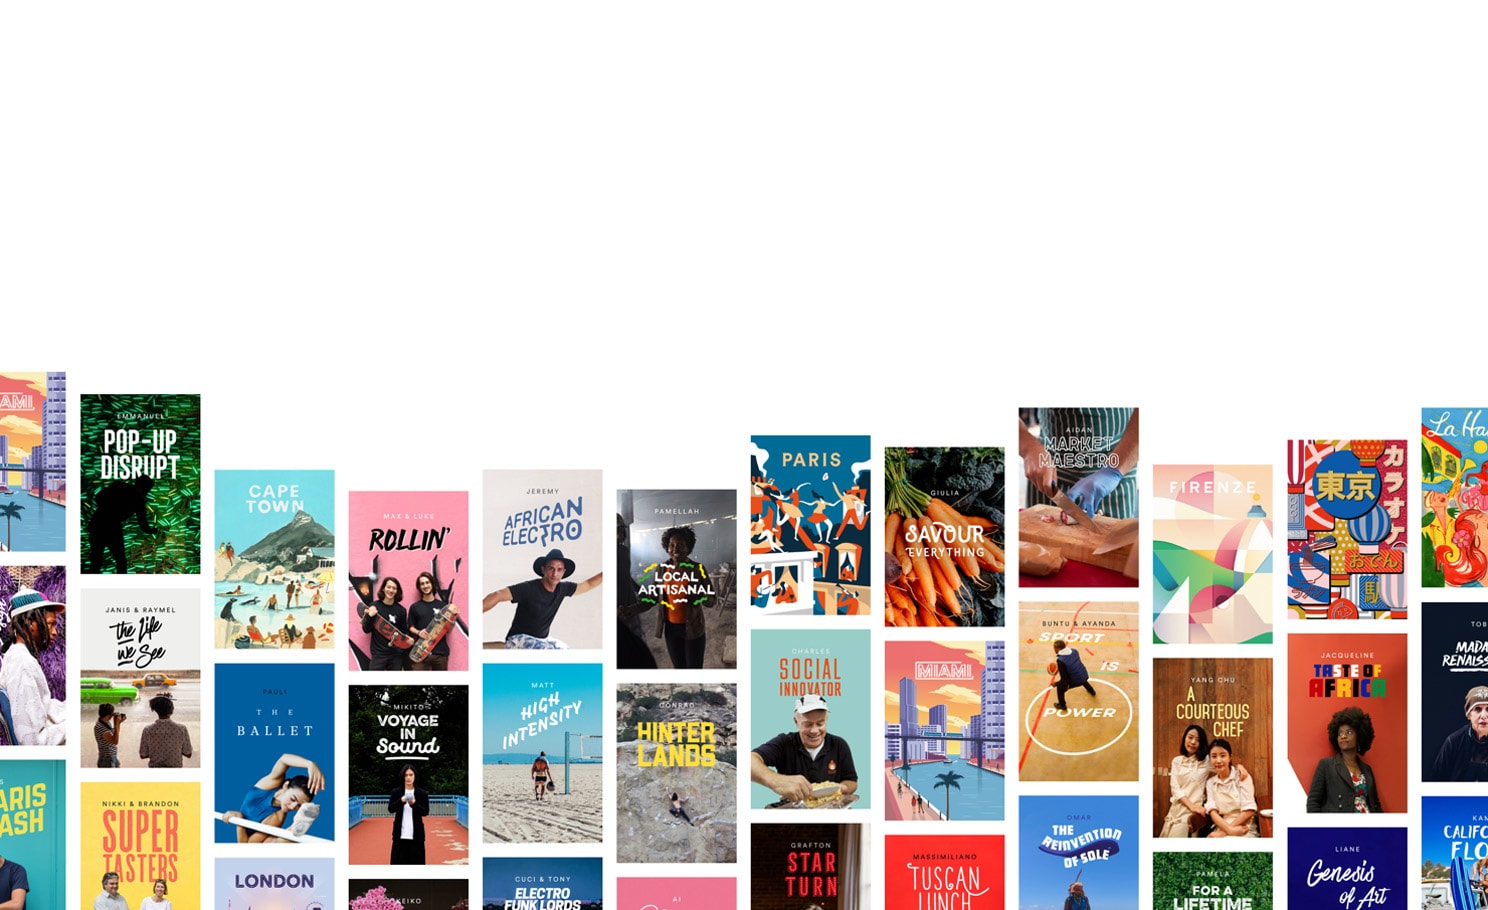 EMMANUEL
POP-UP
DISRUPT
JANIS & RAYMEL
the Life
we See
NIKKI & BRANDON
SUPER
TASTERS
CAPE
TOWN
PAULI
THE
BALLET
LONDON
MAX & LUKE
ROLLIN'
MIKITO
VOYAGE
IN
Sound
KEIKO
JEREMY
AFRICAN
ELECTRO
MATT
HIGH
INTENSITY
CUCI & TONY
ELECTRO
FUNK LORDS
PAMELLAH
LOCAL
ARTISANAL
CONRAD
HINTER
LANDS
AI
PARIS
CHARLES
SOCIAL
INNOVATOR
GRAFTON
STAR
TURN
GIULIA
SAVOUR
EVERYTHING
MIAMI
MASSIMILIANO
TUSCAN
LUNCH
AIDAN
MARKET
MAESTRO
BUNTU & AYANDA
SPORT
IS
POWER
OMAR
THE
REINVENTION
OF SOLE
FIRENZE
YANG CHU
A
COURTEOUS
CHEF
PAMELA
FOR A
LIFETIME
東京
カラオケ
おでん
駅
JACQUELINE
TASTE OF
AFRICA
LIANE
Genesis
of Art
La Ha
TOB
MADA
RENAISS
KAM
CALIFO
FLO